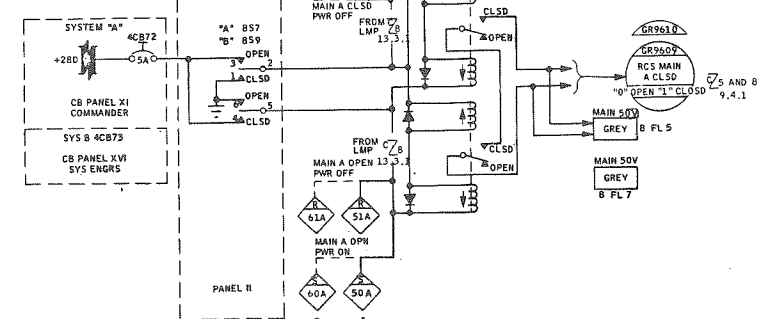 MAIN A CLSD
PWR OFF
SYSTEM "A"
4CB72
+28D
5A
CB PANEL XI
COMMANDER
SYS B 4CB73
CB PANEL XVI
SYS ENGRS
"A" 8S7
"B" 8S9
OPEN
3 2
1 CLSD
OPEN
6 5
4 CLSD
PANEL II
FROM
LMP
8
13.3.1
CLSD
OPEN
FROM
LMP
8
13.3.1
MAIN A OPEN
PWR OFF
R
61A
R
51A
MAIN A OPN
PWR ON
S
60A
S
50A
CLSD
OPEN
GR9610
GR9609
RCS MAIN
A CLSD
"0" OPEN "1" CLOSD
5 AND 8
9.4.1
MAIN 50V
GREY
8 FL 5
MAIN 50V
GREY
8 FL 7